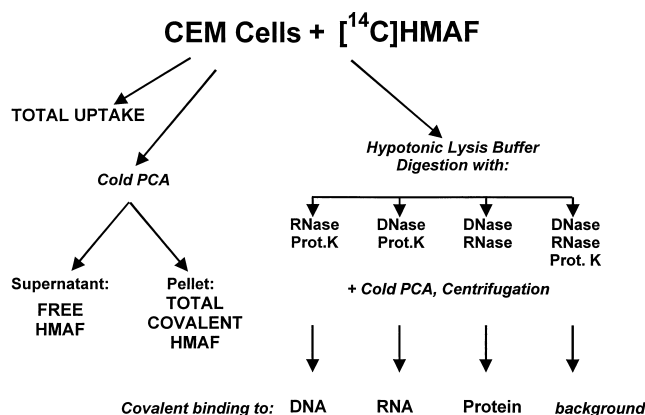 CEM Cells + [14C]HMAF
TOTAL UPTAKE
Cold PCA
Supernatant:
FREE
HMAF
Pellet:
TOTAL
COVALENT
HMAF
Hypotonic Lysis Buffer
Digestion with:
RNase
Prot.K
DNase
Prot.K
DNase
RNase
DNase
RNase
Prot. K
+ Cold PCA, Centrifugation
Covalent binding to: DNA RNA Protein background